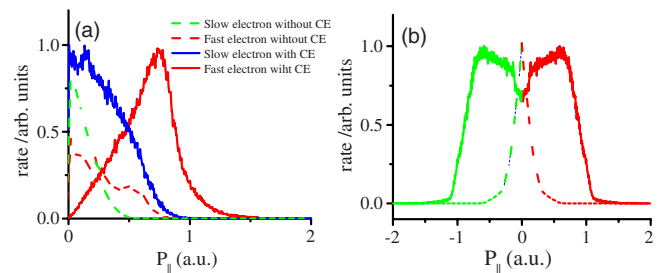 (a)
Slow electron without CE
Fast electron wihtout CE
Slow electron with CE
Fast electron wiht CE
rate /arb. units
1.0
0.5
0.0
0
1
2
P|| (a.u.)
(b)
rate /arb. units
1.0
0.5
0.0
-2
-1
0
1
2
P|| (a.u.)